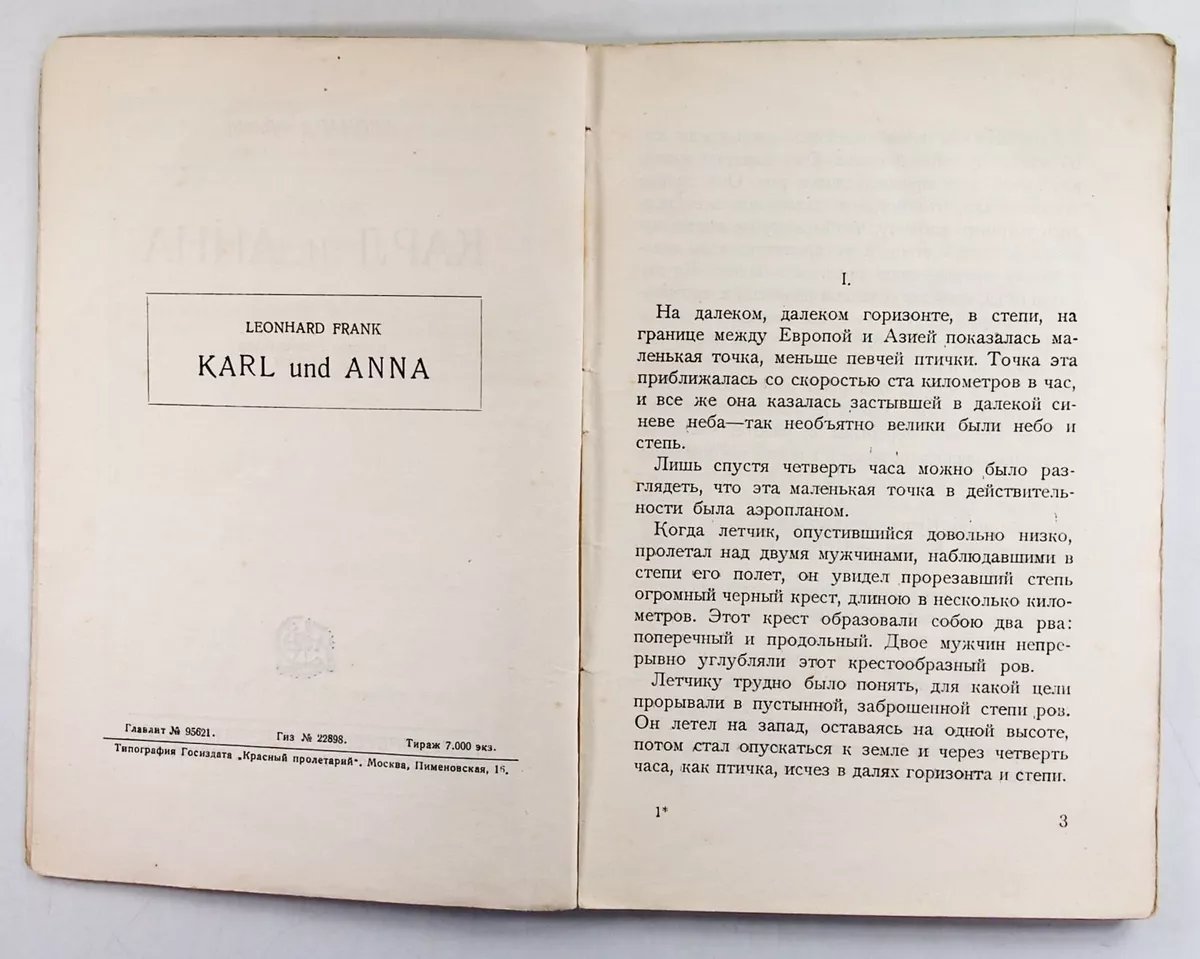 LEONHARD FRANK
KARL und ANNA
Главлит № 95621.
Гиз № 22898.
Тираж 7.000 экз.
Типография Госиздата „Красный пролетарий“. Москва, Пименовская, 16.
I.
На далеком, далеком горизонте, в степи, на
границе между Европой и Азией показалась ма-
ленькая точка, меньше певчей птички. Точка эта
приближалась со скоростью ста километров в час,
и все же она казалась застывшей в далекой си-
неве неба—так необъятно велики были небо и
степь.
Лишь спустя четверть часа можно было раз-
глядеть, что эта маленькая точка в действитель-
ности была аэропланом.
Когда летчик, опустившийся довольно низко,
пролетал над двумя мужчинами, наблюдавшими в
степи его полет, он увидел прорезавший степь
огромный черный крест, длиною в несколько кило-
метров. Этот крест образовали собою два рва:
поперечный и продольный. Двое мужчин непре-
рывно углубляли этот крестообразный ров.
Летчику трудно было понять, для какой цели
прорывали в пустынной, заброшенной степи ров.
Он летел на запад, оставаясь на одной высоте,
потом стал опускаться к земле и через четверть
часа, как птичка, исчез в далях горизонта и степи.
1*
3